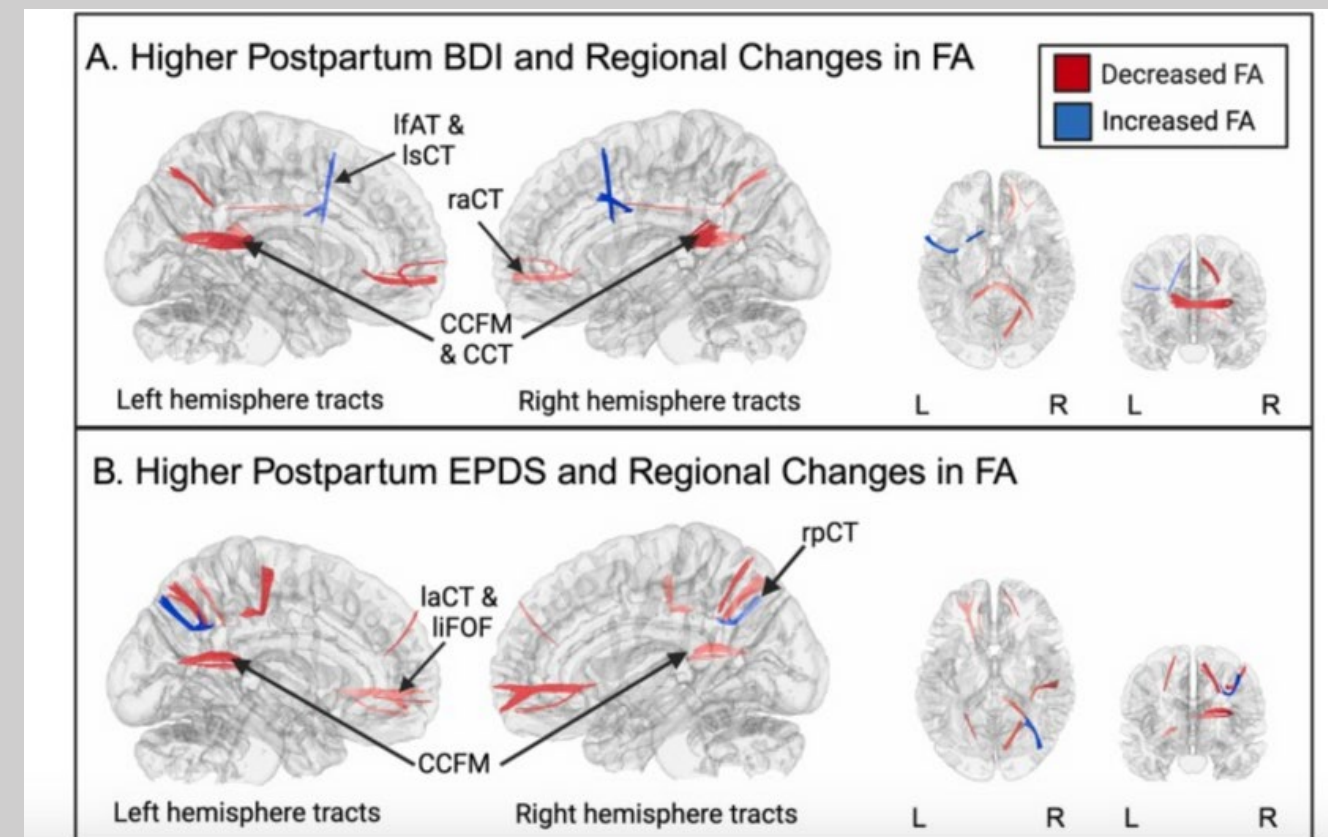 A. Higher Postpartum BDI and Regional Changes in FA
Decreased FA
Increased FA
lfAT &
lsCT
raCT
CCFM
& CCT
Left hemisphere tracts
Right hemisphere tracts
L
R
L
R
B. Higher Postpartum EPDS and Regional Changes in FA
rpCT
laCT &
liFOF
CCFM
Left hemisphere tracts
Right hemisphere tracts
L
R
L
R